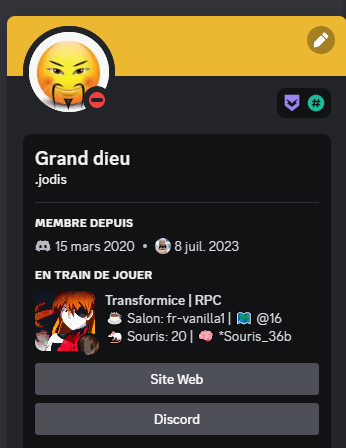 Grand dieu
.jodis
MEMBRE DEPUIS
15 mars 2020 • 8 juil. 2023
EN TRAIN DE JOUER
Transformice | RPC
Salon: fr-vanilla1 | @16
Souris: 20 | *Souris_36b
Site Web
Discord